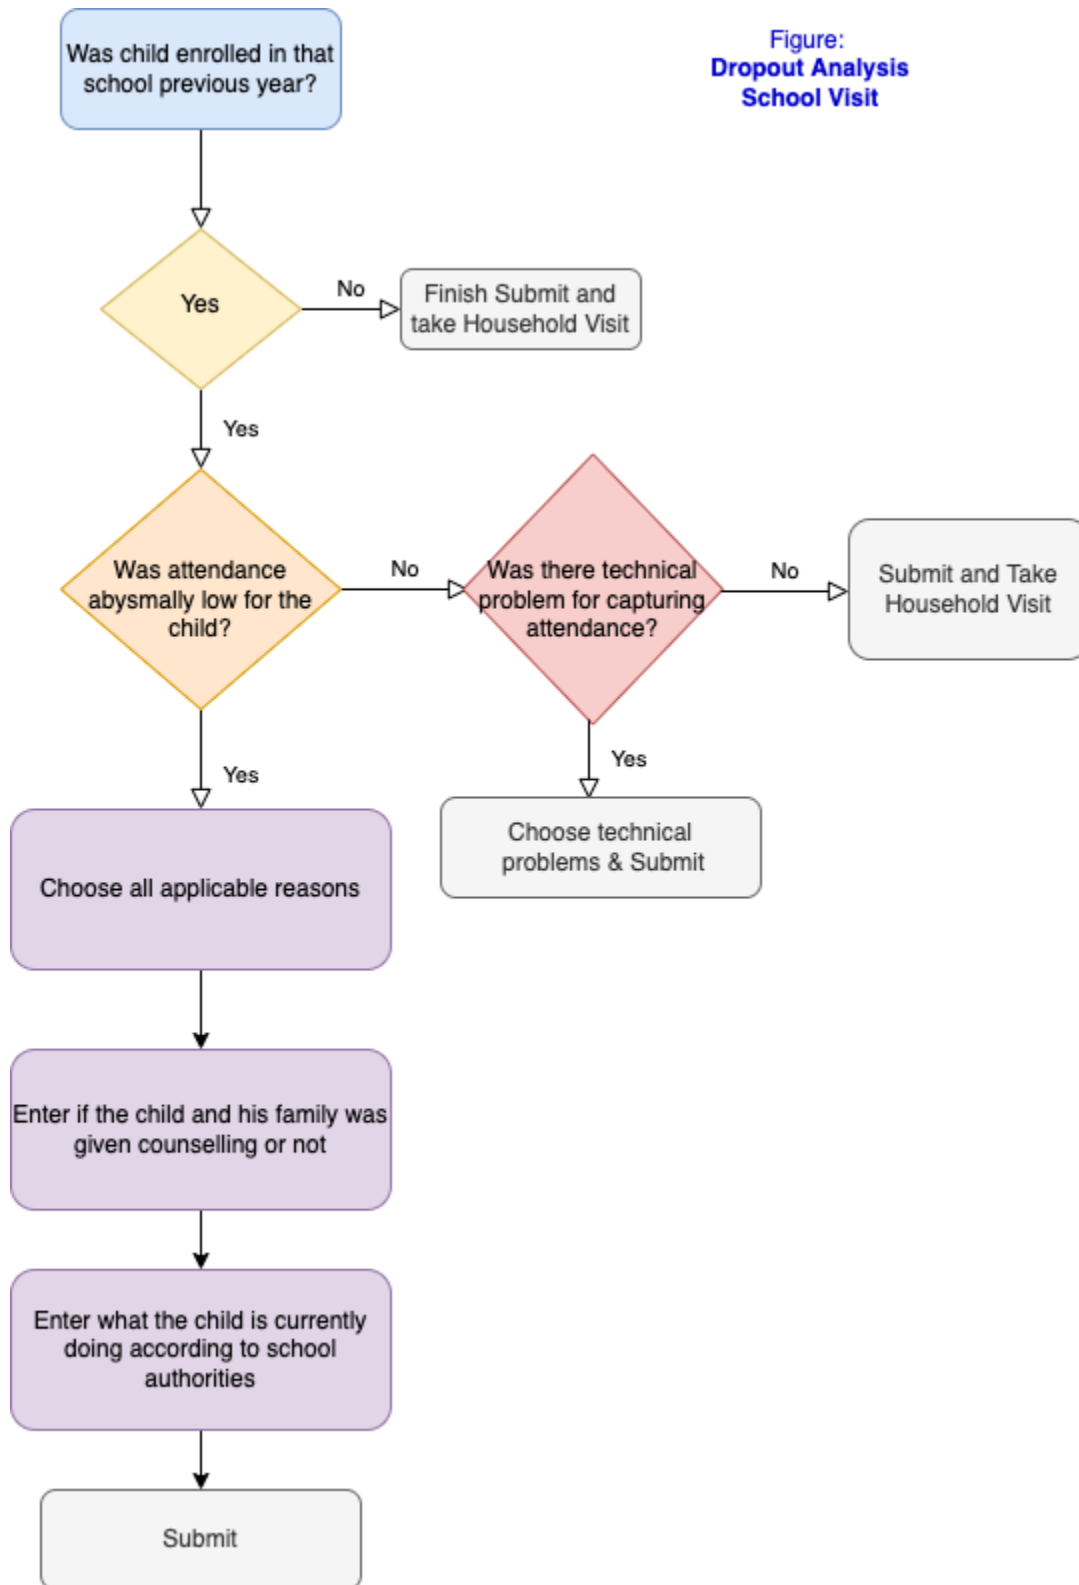 Was child enrolled in that
school previous year?
Figure:
Dropout Analysis
School Visit
Yes
No
Finish Submit and
take Household Visit
Yes
Was attendance
abysmally low for the
child?
No
Was there technical
problem for capturing
attendance?
No
Submit and Take
Household Visit
Yes
Yes
Choose technical
problems & Submit
Choose all applicable reasons
Enter if the child and his family was
given counselling or not
Enter what the child is currently
doing according to school
authorities
Submit